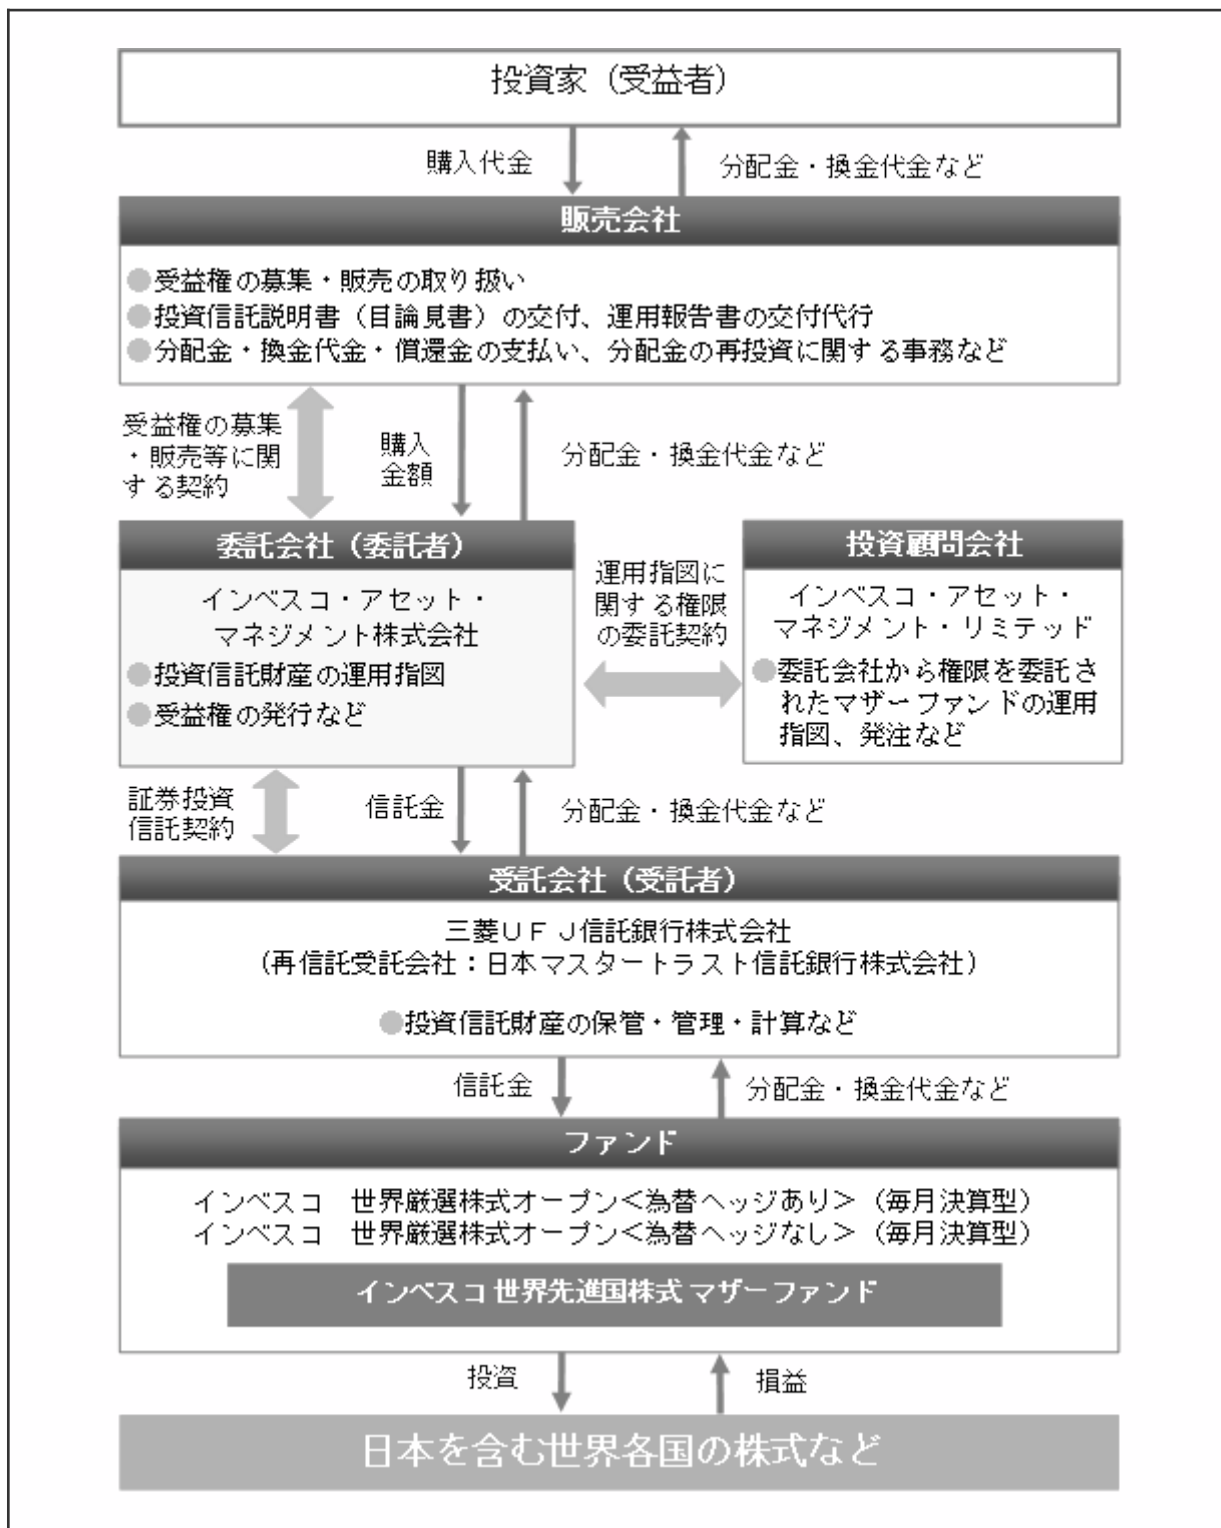 投資家（受益者）
購入代金
分配金・換金代金など
販売会社
●受益権の募集・販売の取り扱い
●投資信託説明書（目論見書）の交付、運用報告書の交付代行
●分配金・換金代金・償還金の支払い、分配金の再投資に関する事務など
受益権の募集
・販売等に関
する契約
購入
金額
分配金・換金代金など
委託会社（委託者）
インベスコ・アセット・
マネジメント株式会社
●投資信託財産の運用指図
●受益権の発行など
運用指図に
関する権限
の委託契約
投資顧問会社
インベスコ・アセット・
マネジメント・リミテッド
●委託会社から権限を委託さ
れたマザーファンドの運用
指図、発注など
証券投資
信託契約
信託金
分配金・換金代金など
受託会社（受託者）
三菱ＵＦＪ信託銀行株式会社
（再信託受託会社：日本マスタートラスト信託銀行株式会社）
●投資信託財産の保管・管理・計算など
信託金
分配金・換金代金など
ファンド
インベスコ　世界厳選株式オープン＜為替ヘッジあり＞（毎月決算型）
インベスコ　世界厳選株式オープン＜為替ヘッジなし＞（毎月決算型）
インベスコ 世界先進国株式 マザーファンド
投資
損益
日本を含む世界各国の株式など